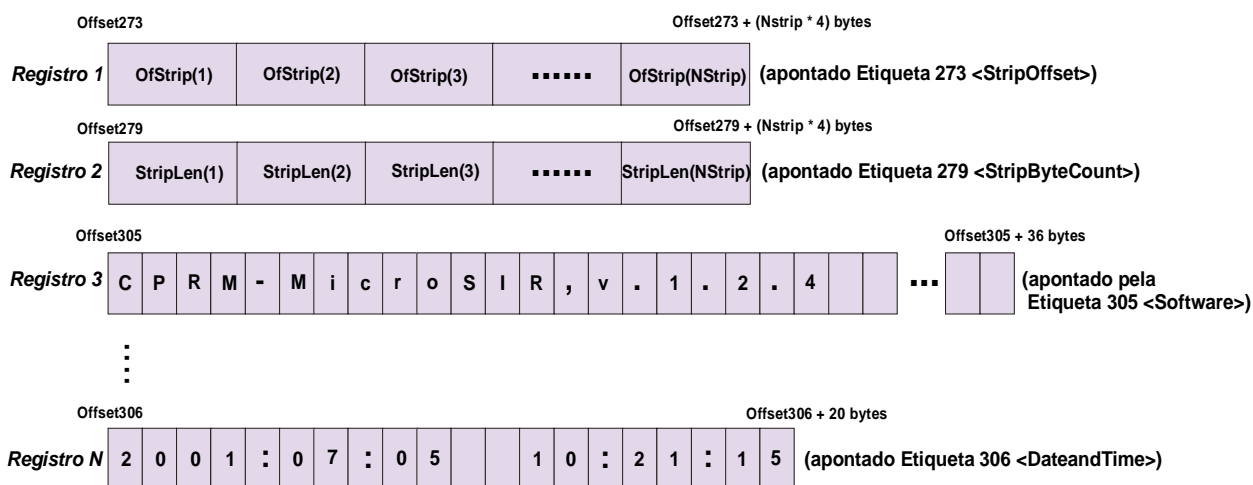 Offset273 Offset273 + (Nstrip * 4) bytes
Registro 1 OfStrip(1) OfStrip(2) OfStrip(3) ...... OfStrip(NStrip) (apontado Etiqueta 273 <StripOffset>)
Offset279 Offset279 + (Nstrip * 4) bytes
Registro 2 StripLen(1) StripLen(2) StripLen(3) ...... StripLen(NStrip) (apontado Etiqueta 279 <StripByteCount>)
Offset305 Offset305 + 36 bytes
Registro 3 C P R M - M i c r o S I R , v . 1 . 2 . 4 ... (apontado pela
Etiqueta 305 <Software>)
Offset306 Offset306 + 20 bytes
Registro N 2 0 0 1 : 0 7 : 0 5 1 0 : 2 1 : 1 5 (apontado Etiqueta 306 <DateandTime>)